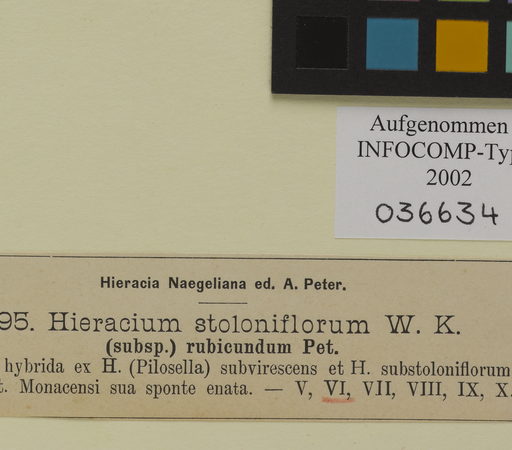 Aufgenommen
INFOCOMP-Typ
2002
036634
Hieracia Naegeliana ed. A. Peter.
95. Hieracium stoloniflorum W. K.
(subsp.) rubicundum Pet.
hybrida ex H. (Pilosella) subvirescens et H. substoloniflorum
t. Monacensi sua sponte enata. — V, VI, VII, VIII, IX, X.